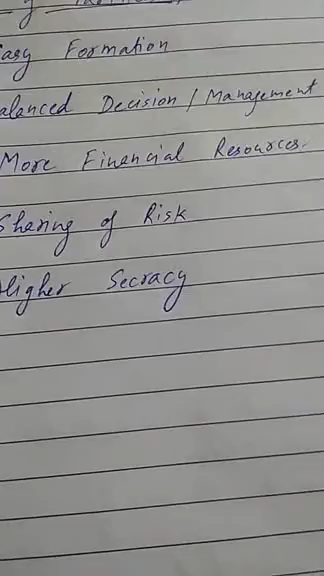 Easy Formation
Balanced Decision / Management
More Financial Resources.
Sharing of Risk
Higher Secracy